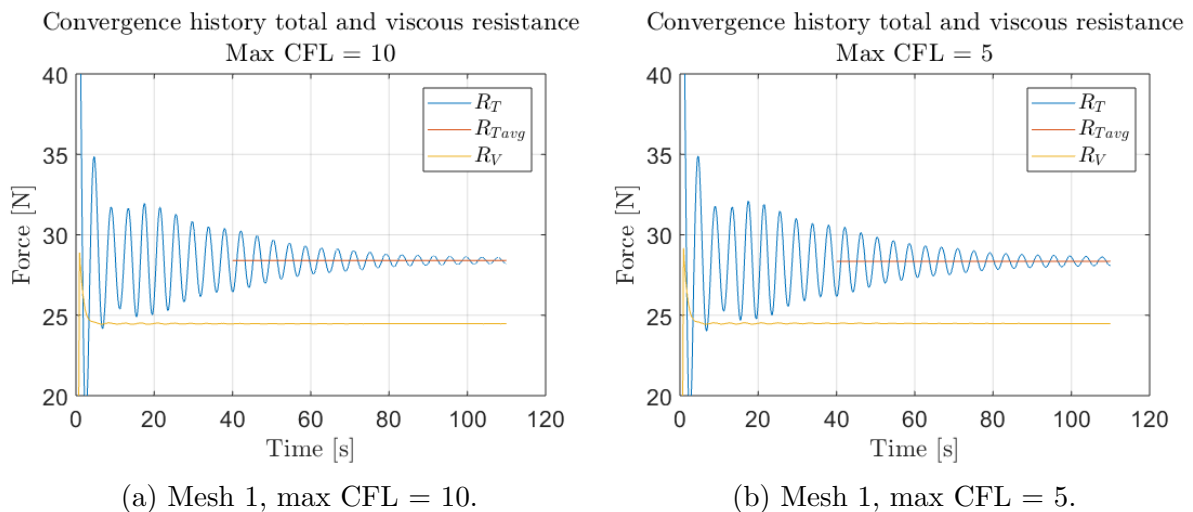 Convergence history total and viscous resistance
Max CFL = 10
40
35
30
25
20
0
20
40
60
80
100
120
Force [N]
Time [s]
R_T
R_Tavg
R_V
(a) Mesh 1, max CFL = 10.
Convergence history total and viscous resistance
Max CFL = 5
40
35
30
25
20
0
20
40
60
80
100
120
Force [N]
Time [s]
R_T
R_Tavg
R_V
(b) Mesh 1, max CFL = 5.